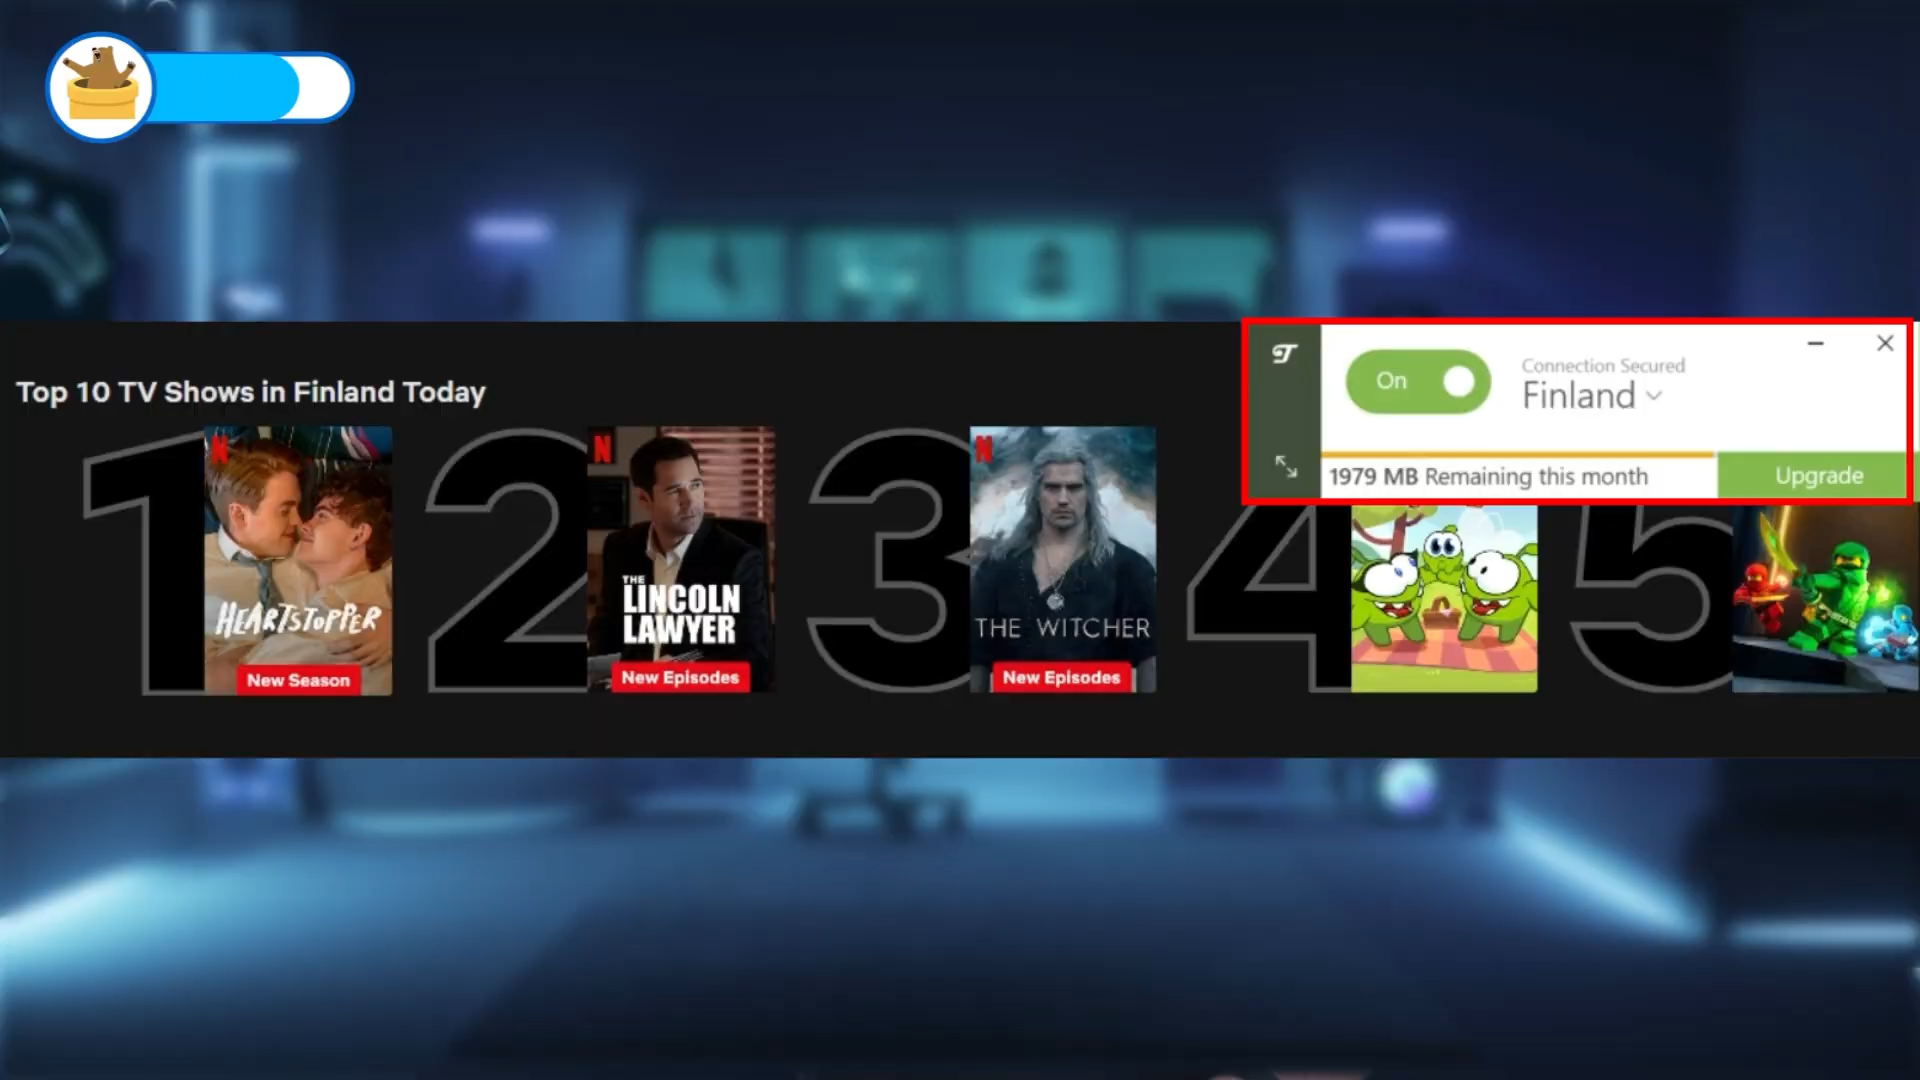 Top 10 TV Shows in Finland Today
On
Connection Secured
Finland
1979 MB Remaining this month
Upgrade
1
N
HEARTSTOPPER
New Season
2
N
THE
LINCOLN
LAWYER
New Episodes
3
N
THE WITCHER
New Episodes
4
5